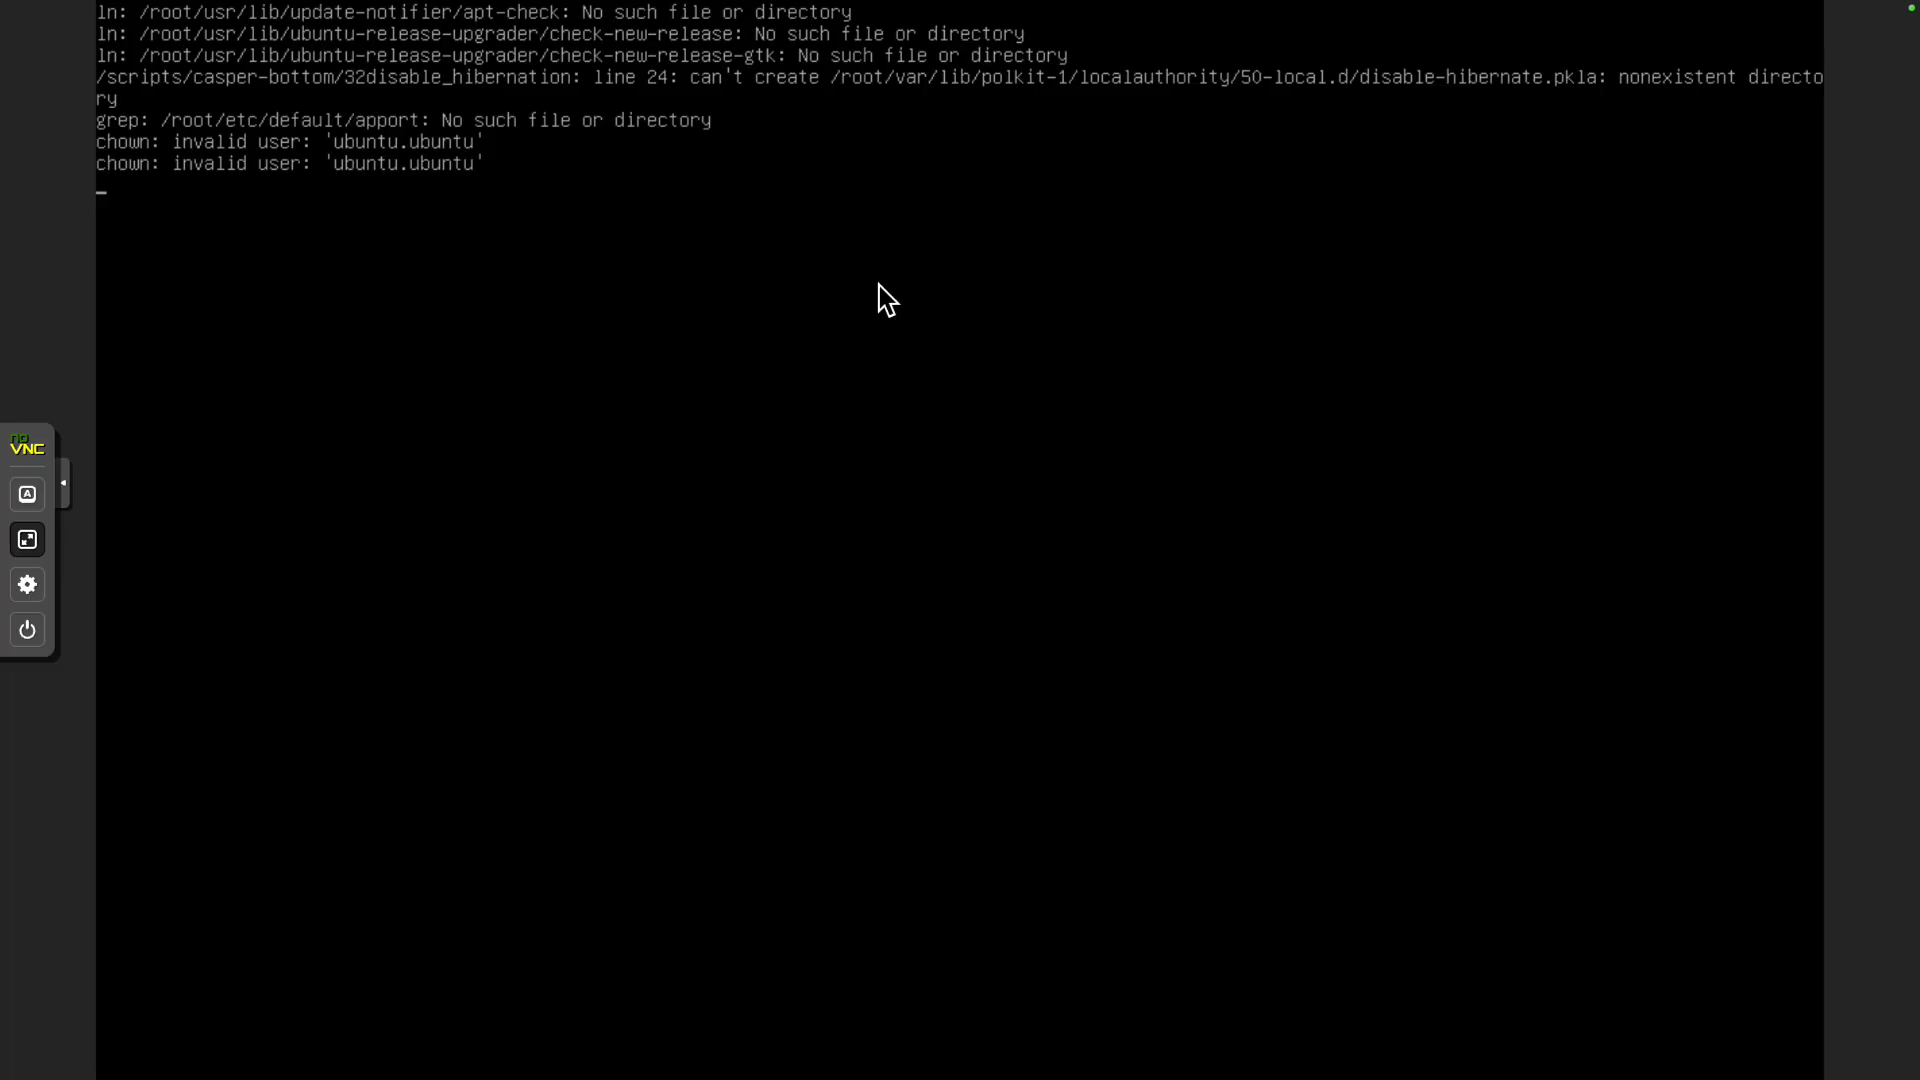 ln: /root/usr/lib/update-notifier/apt-check: No such file or directory
ln: /root/usr/lib/ubuntu-release-upgrader/check-new-release: No such file or directory
ln: /root/usr/lib/ubuntu-release-upgrader/check-new-release-gtk: No such file or directory
/scripts/casper-bottom/32disable_hibernation: line 24: can't create /root/var/lib/polkit-1/localauthority/50-local.d/disable-hibernate.pkla: nonexistent directo
ry
grep: /root/etc/default/apport: No such file or directory
chown: invalid user: 'ubuntu.ubuntu'
chown: invalid user: 'ubuntu.ubuntu'
no
VNC
A